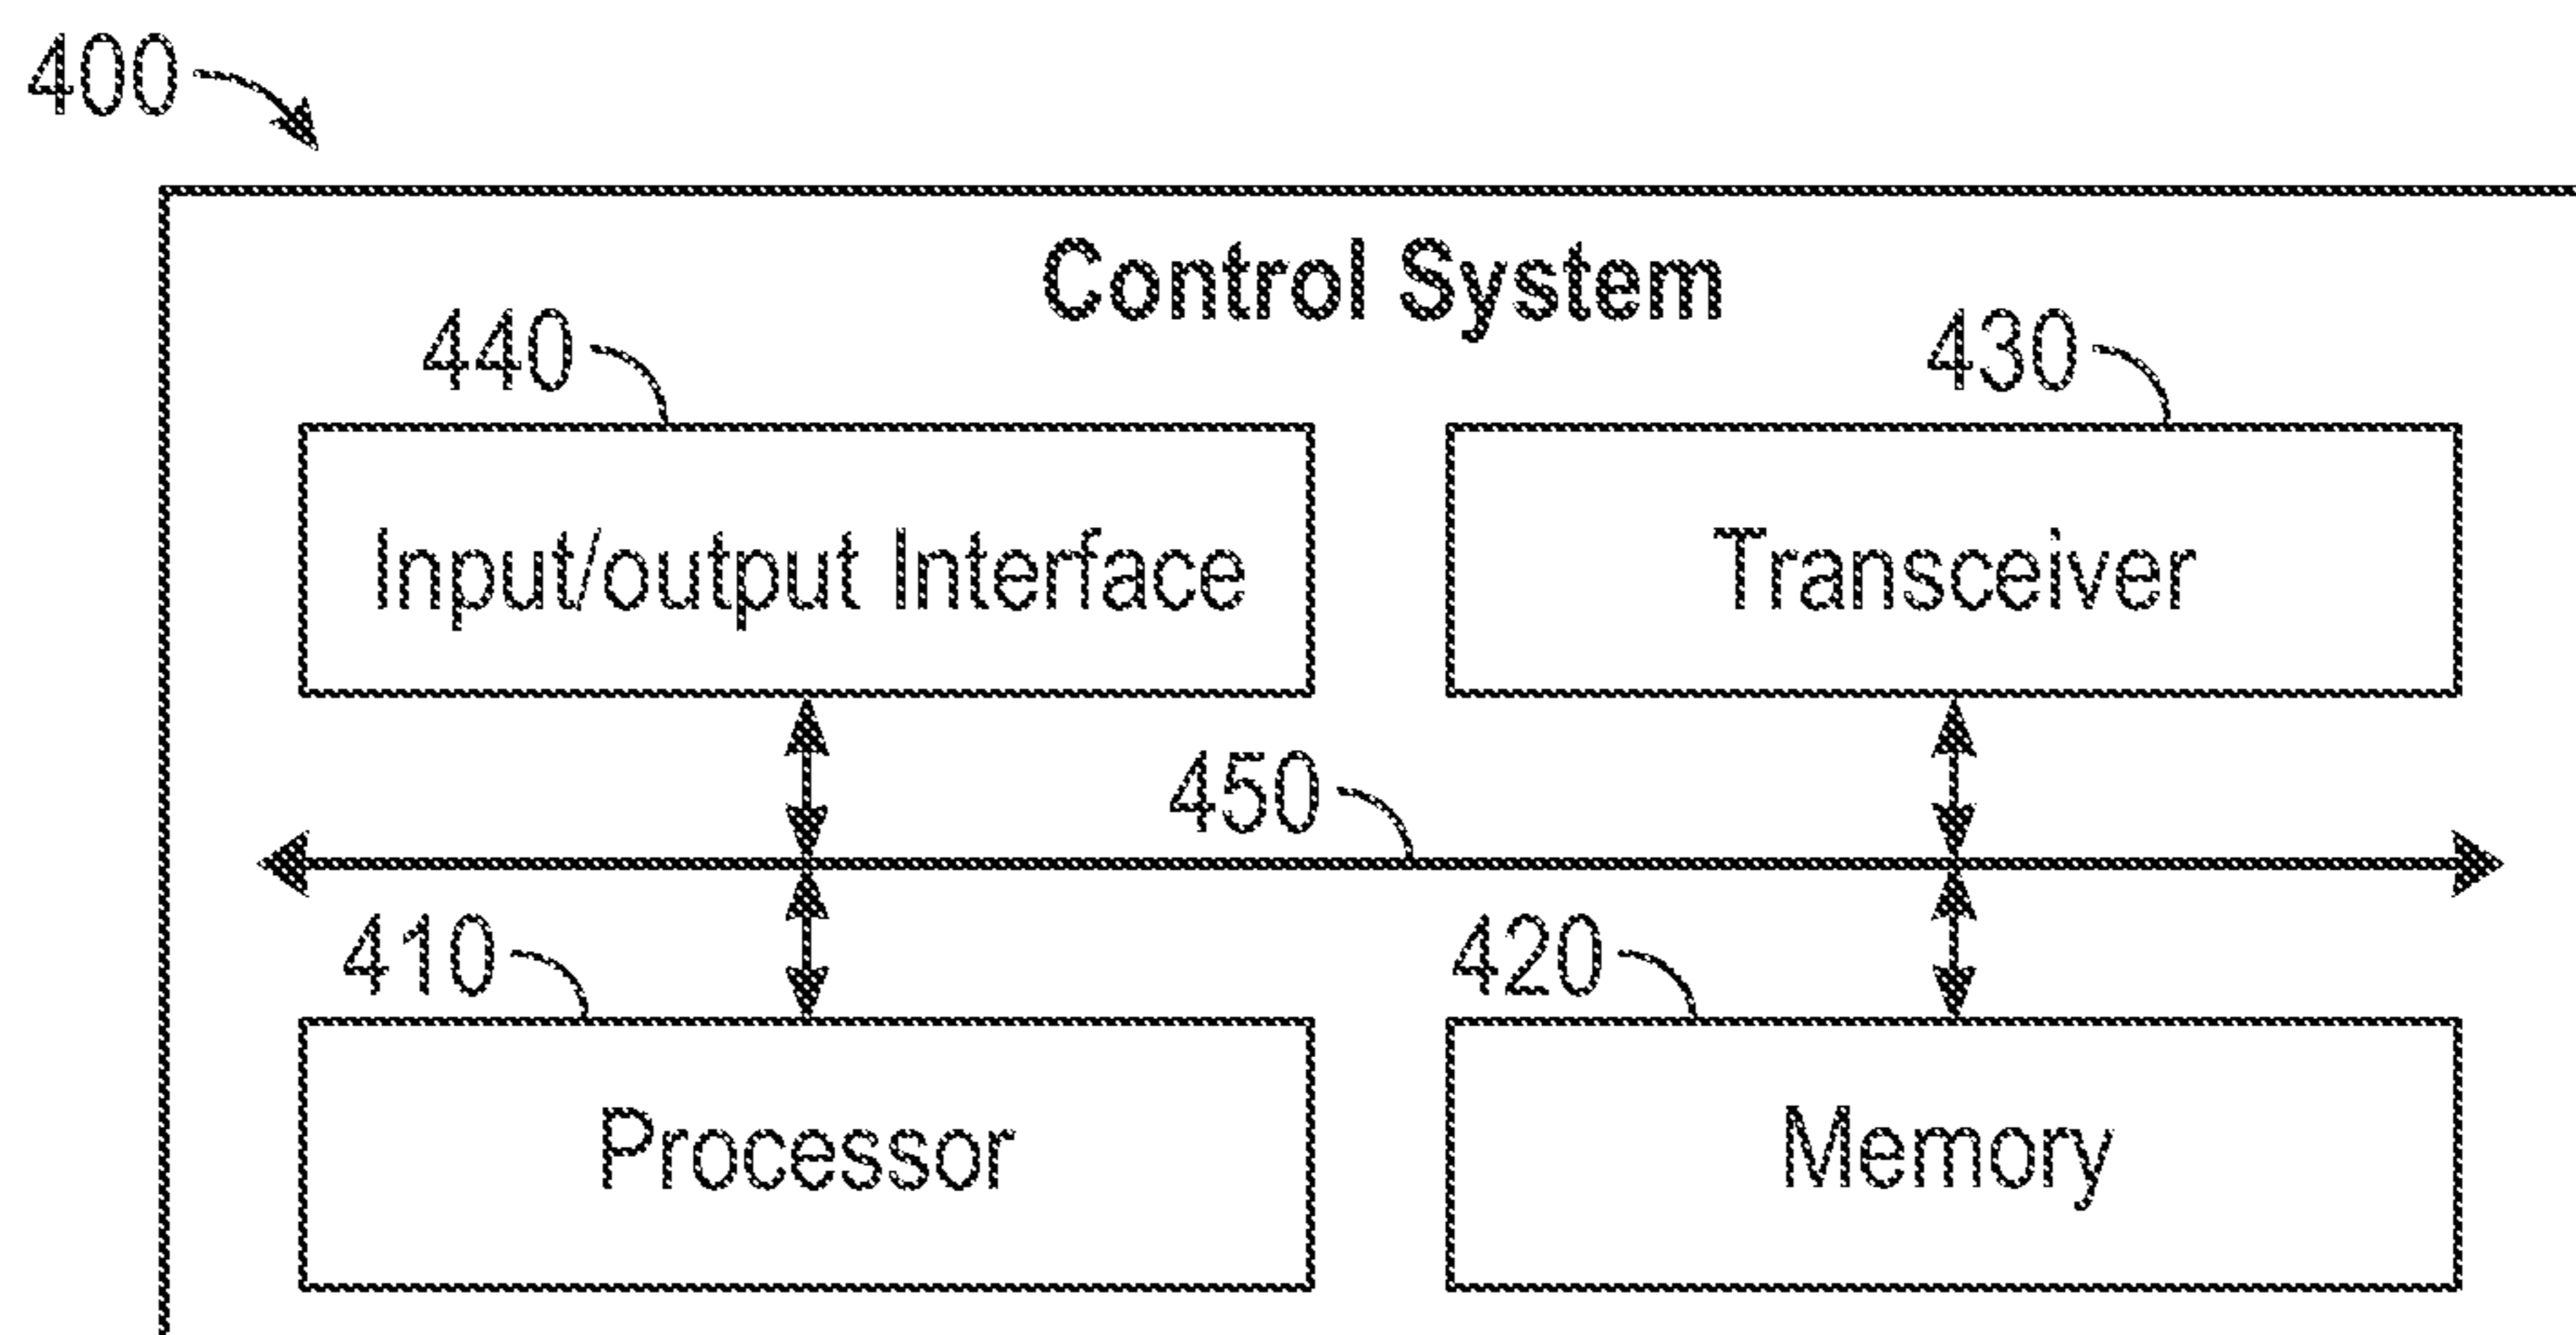 400
Control System
440
430
Input/output Interface
Transceiver
450
410
420
Processor
Memory